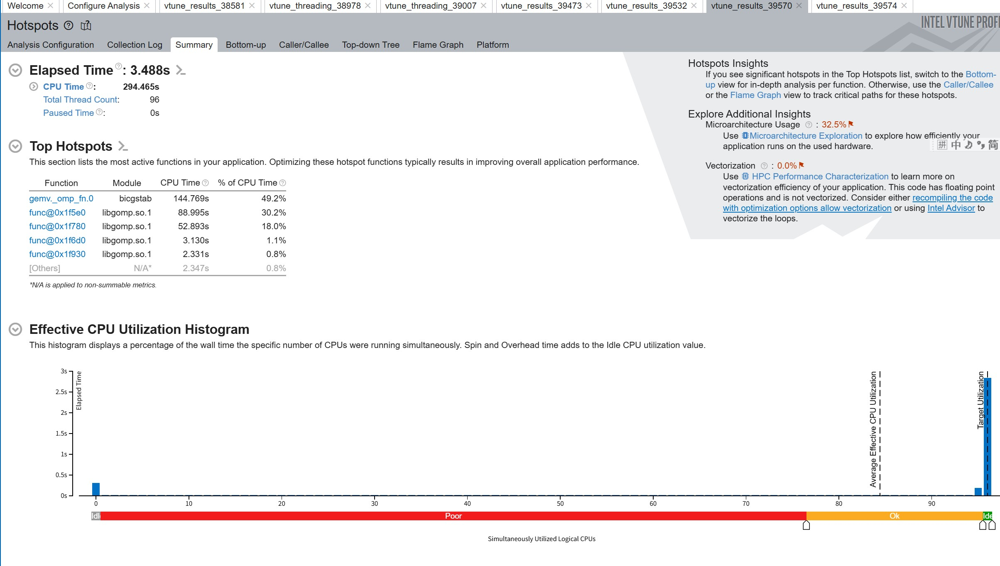 Welcome
Configure Analysis
vtune_results_38581
vtune_threading_38978
vtune_threading_39007
vtune_results_39473
vtune_results_39532
vtune_results_39570
vtune_results_39574
Hotspots
INTEL VTUNE PROFI
Analysis Configuration
Collection Log
Summary
Bottom-up
Caller/Callee
Top-down Tree
Flame Graph
Platform
Elapsed Time ? : 3.488s
CPU Time ? : 294.465s
Total Thread Count: 96
Paused Time ? : 0s
Top Hotspots
This section lists the most active functions in your application. Optimizing these hotspot functions typically results in improving overall application performance.
Function Module CPU Time ? % of CPU Time ?
gemv._omp_fn.0 bicgstab 144.769s 49.2%
func@0x1f5e0 libgomp.so.1 88.995s 30.2%
func@0x1f780 libgomp.so.1 52.893s 18.0%
func@0x1f6d0 libgomp.so.1 3.130s 1.1%
func@0x1f930 libgomp.so.1 2.331s 0.8%
[Others] N/A* 2.347s 0.8%
*N/A is applied to non-summable metrics.
Hotspots Insights
If you see significant hotspots in the Top Hotspots list, switch to the Bottom-
up view for in-depth analysis per function. Otherwise, use the Caller/Callee
or the Flame Graph view to track critical paths for these hotspots.
Explore Additional Insights
Microarchitecture Usage ? : 32.5%
Use Microarchitecture Exploration to explore how efficiently your
application runs on the used hardware.
拼 中 简
Vectorization ? : 0.0%
Use HPC Performance Characterization to learn more on
vectorization efficiency of your application. This code has floating point
operations and is not vectorized. Consider either recompiling the code
with optimization options allow vectorization or using Intel Advisor to
vectorize the loops.
Effective CPU Utilization Histogram
This histogram displays a percentage of the wall time the specific number of CPUs were running simultaneously. Spin and Overhead time adds to the Idle CPU utilization value.
3s
2.5s
2s
1.5s
1s
0.5s
0s
Elapsed Time
Average Effective CPU Utilization
Target Utilization
0 10 20 30 40 50 60 70 80 90
Idle Poor Ok Ide
Simultaneously Utilized Logical CPUs